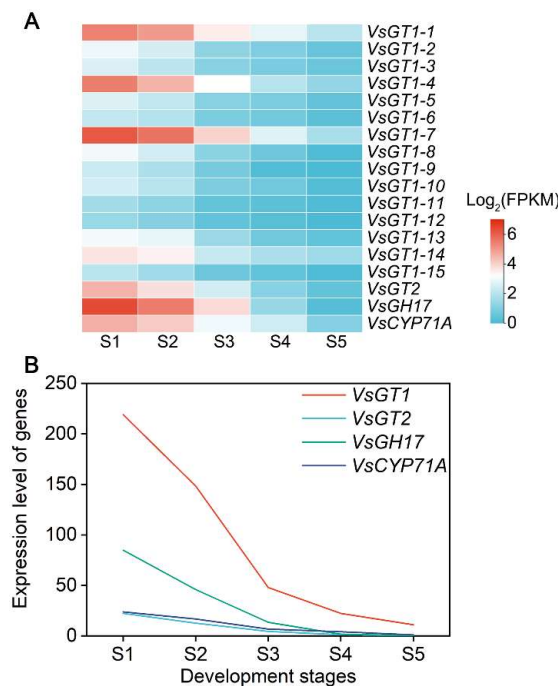 A
VsGT1-1
VsGT1-2
VsGT1-3
VsGT1-4
VsGT1-5
VsGT1-6
VsGT1-7
VsGT1-8
VsGT1-9
VsGT1-10
VsGT1-11
VsGT1-12
VsGT1-13
VsGT1-14
VsGT1-15
VsGT2
VsGH17
VsCYP71A
S1 S2 S3 S4 S5
Log2(FPKM)
6
4
2
0
B
Expression level of genes
250
200
150
100
50
0
VsGT1
VsGT2
VsGH17
VsCYP71A
S1 S2 S3 S4 S5
Development stages